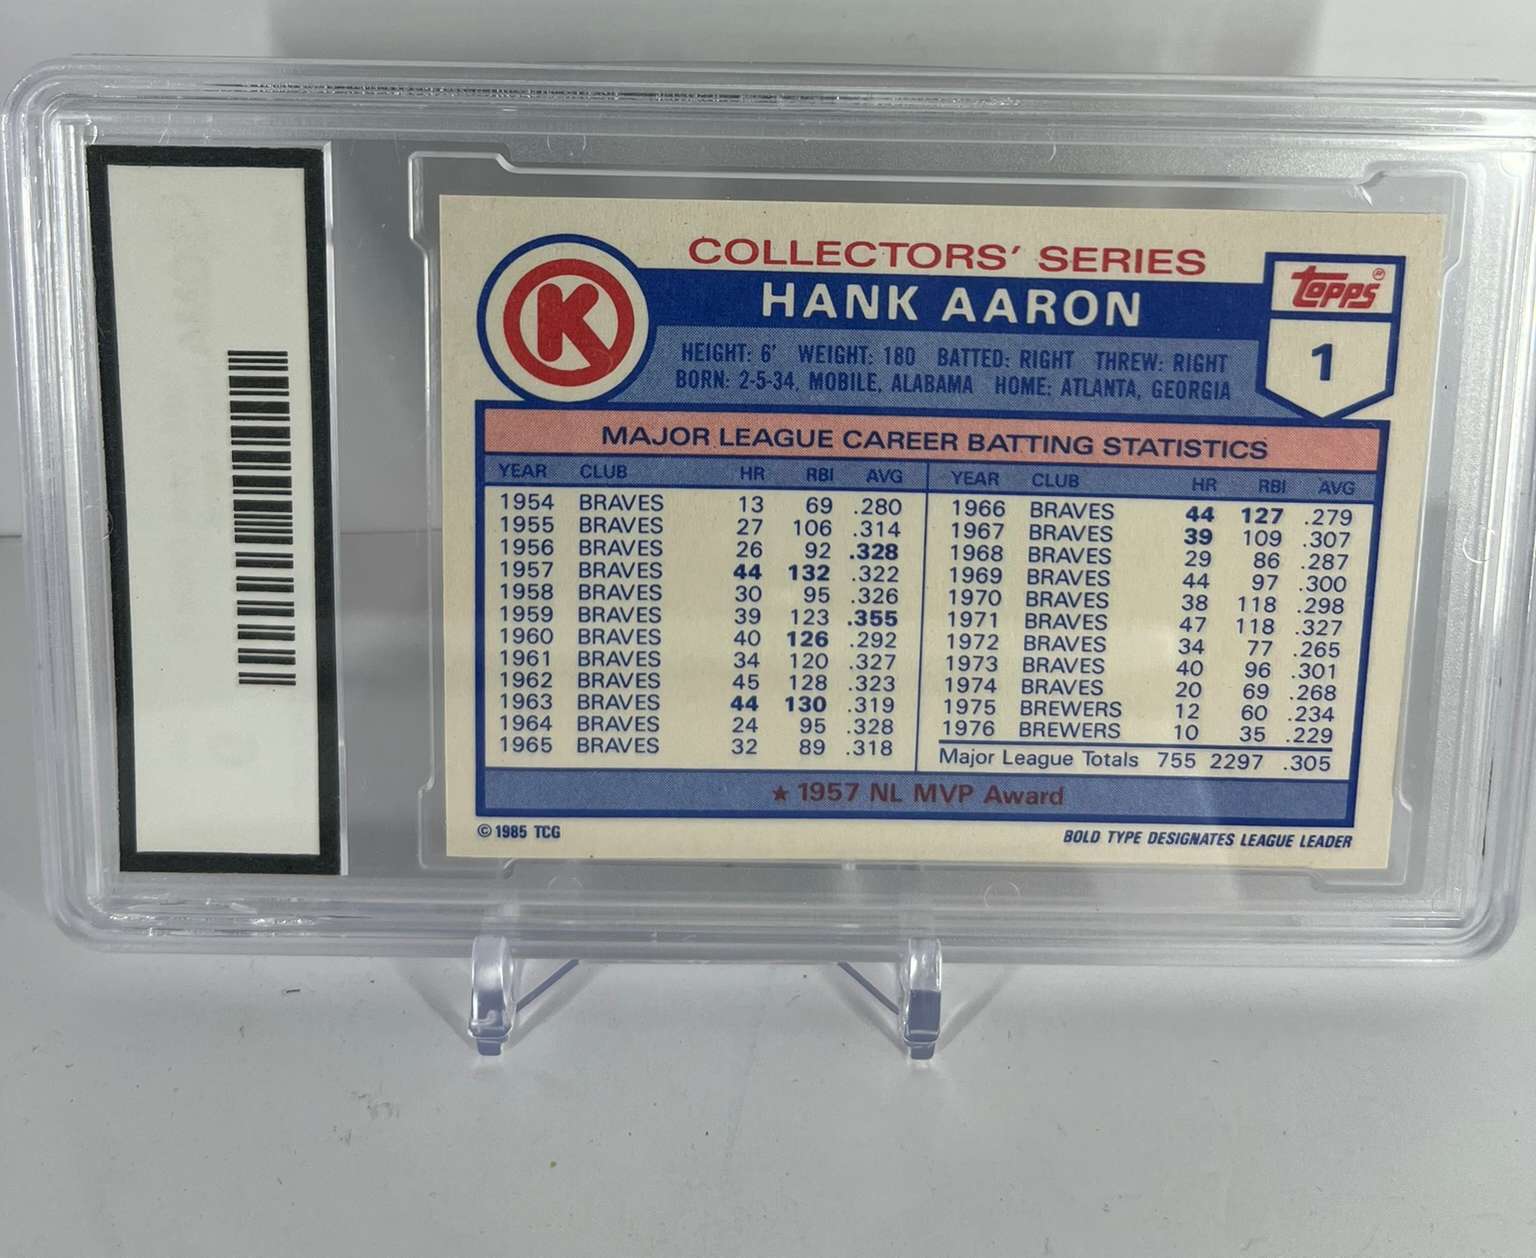 COLLECTORS' SERIES
K
HANK AARON
Topps®
1
HEIGHT: 6' WEIGHT: 180 BATTED: RIGHT THREW: RIGHT
BORN: 2-5-34, MOBILE, ALABAMA HOME: ATLANTA, GEORGIA
MAJOR LEAGUE CAREER BATTING STATISTICS
YEAR CLUB HR RBI AVG
1954 BRAVES 13 69 .280
1955 BRAVES 27 106 .314
1956 BRAVES 26 92 .328
1957 BRAVES 44 132 .322
1958 BRAVES 30 95 .326
1959 BRAVES 39 123 .355
1960 BRAVES 40 126 .292
1961 BRAVES 34 120 .327
1962 BRAVES 45 128 .323
1963 BRAVES 44 130 .319
1964 BRAVES 24 95 .328
1965 BRAVES 32 89 .318
YEAR CLUB HR RBI AVG
1966 BRAVES 44 127 .279
1967 BRAVES 39 109 .307
1968 BRAVES 29 86 .287
1969 BRAVES 44 97 .300
1970 BRAVES 38 118 .298
1971 BRAVES 47 118 .327
1972 BRAVES 34 77 .265
1973 BRAVES 40 96 .301
1974 BRAVES 20 69 .268
1975 BREWERS 12 60 .234
1976 BREWERS 10 35 .229
Major League Totals 755 2297 .305
★ 1957 NL MVP Award
© 1985 TCG
BOLD TYPE DESIGNATES LEAGUE LEADER